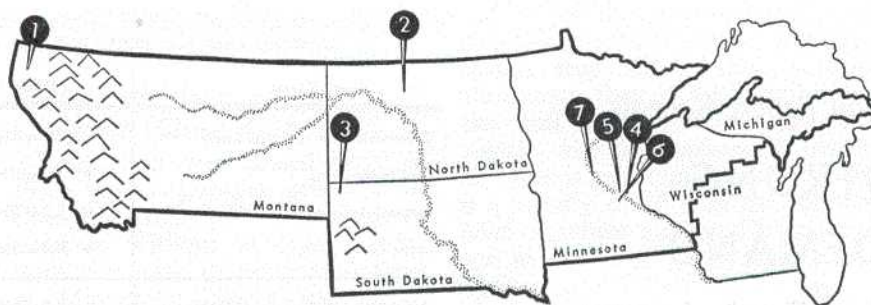 1
2
3
7
5
4
6
Michigan
North Dakota
Wisconsin
Montana
Minnesota
South Dakota